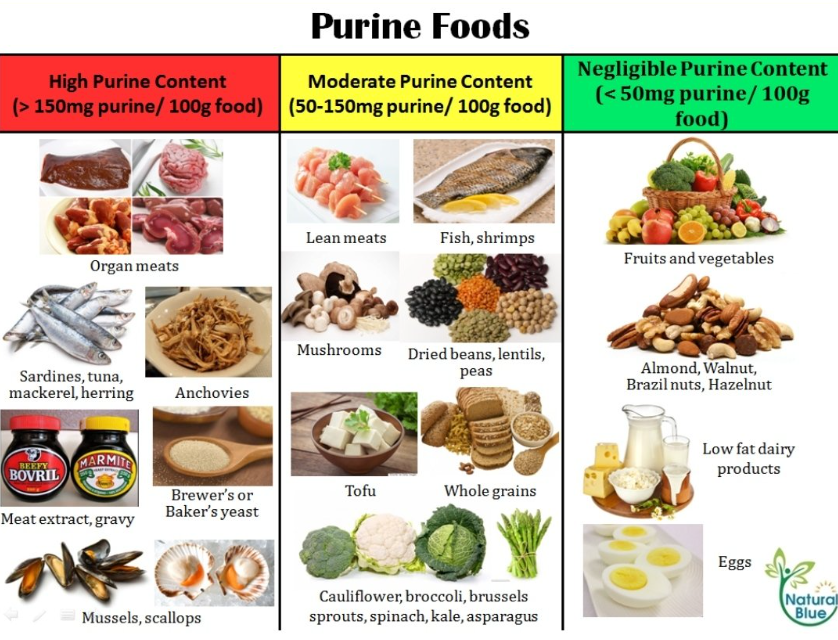 Purine Foods
High Purine Content
(> 150mg purine/ 100g food)
Moderate Purine Content
(50-150mg purine/ 100g food)
Negligible Purine Content
(< 50mg purine/ 100g
food)
Organ meats
Sardines, tuna,
mackerel, herring
Anchovies
BEEFY
BOVRIL
MARMITE
Meat extract, gravy
Brewer's or
Baker's yeast
Mussels, scallops
Lean meats
Fish, shrimps
Mushrooms
Dried beans, lentils,
peas
Tofu
Whole grains
Cauliflower, broccoli, brussels
sprouts, spinach, kale, asparagus
Fruits and vegetables
Almond, Walnut,
Brazil nuts, Hazelnut
Low fat dairy
products
Eggs
Natural
Blue